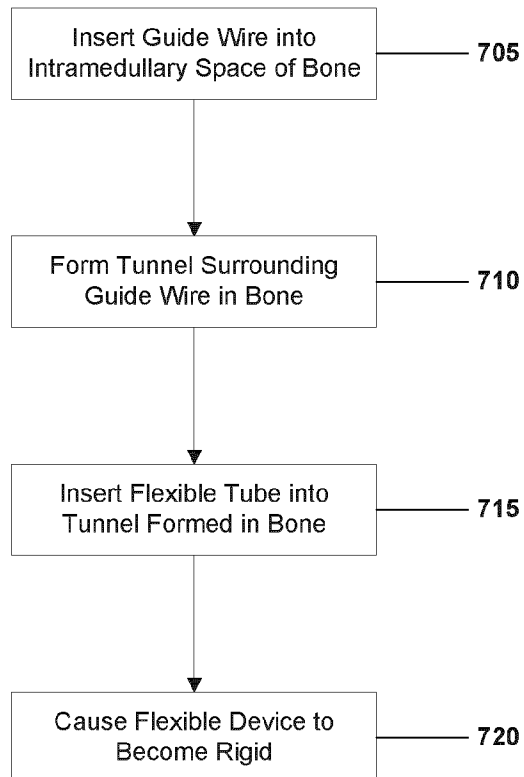 Insert Guide Wire into
Intramedullary Space of Bone
705
Form Tunnel Surrounding
Guide Wire in Bone
710
Insert Flexible Tube into
Tunnel Formed in Bone
715
Cause Flexible Device to
Become Rigid
720